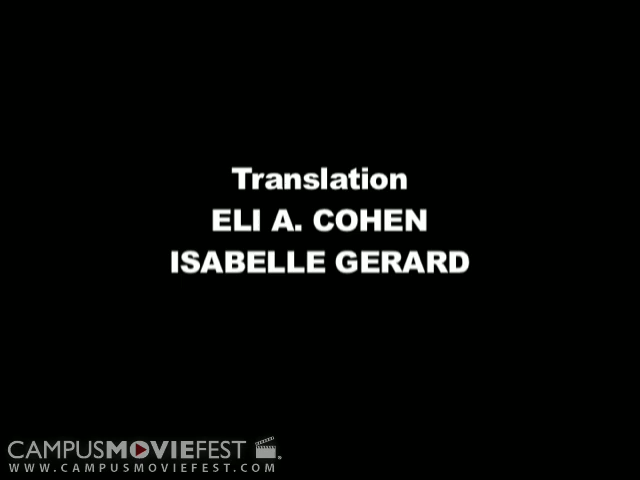 Translation
ELI A. COHEN
ISABELLE GERARD
CAMPUSMOVIEFEST
WWW.CAMPUSMOVIEFEST.COM